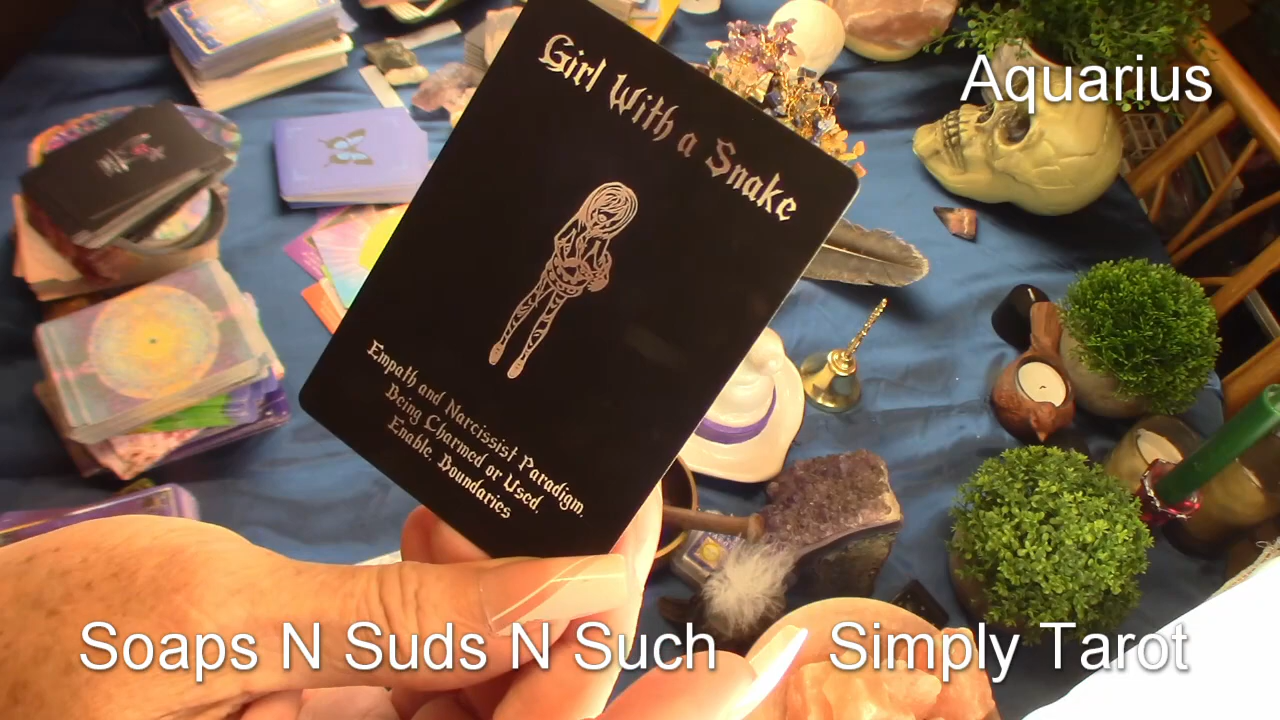 Aquarius
Girl With a Snake
Empath and Narcissist Paradigm,
Being Charmed or Used,
Enable, Boundaries
Soaps N Suds N Such
Simply Tarot